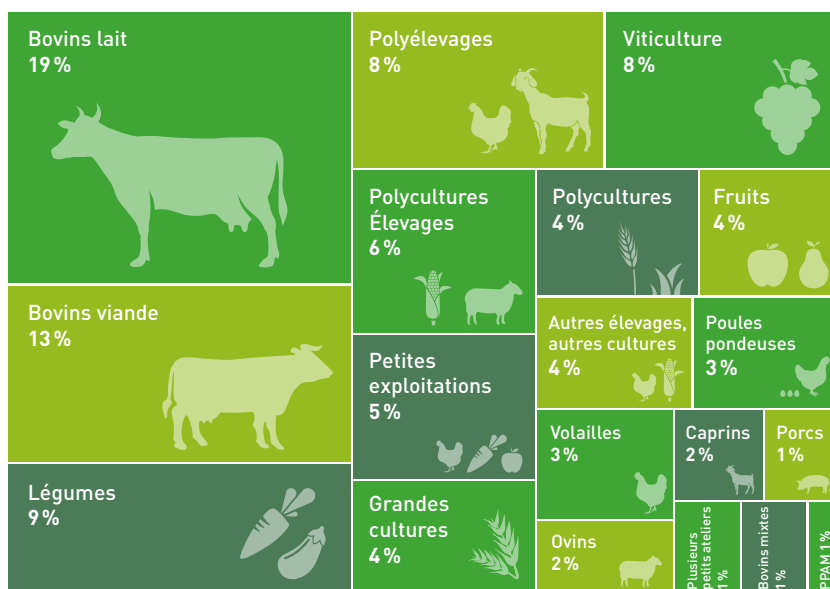 Bovins lait
19 %
Bovins viande
13 %
Légumes
9 %
Polyélevages
8 %
Viticulture
8 %
Polycultures
Élevages
6 %
Polycultures
4 %
Fruits
4 %
Petites
exploitations
5 %
Autres élevages,
autres cultures
4 %
Poules
pondeuses
3 %
Grandes
cultures
4 %
Volailles
3 %
Caprins
2 %
Porcs
1 %
Ovins
2 %
Plusieurs
petits ateliers
1 %
Bovins mixtes
1 %
PPAM 1 %